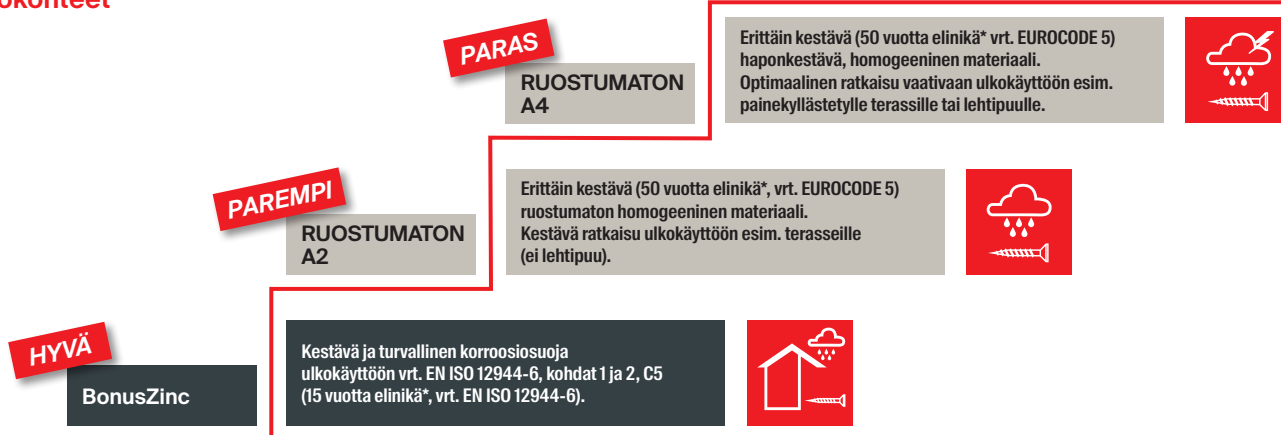 PARAS
RUOSTUMATON
A4
Erittäin kestävä (50 vuotta elinikä* vrt. EUROCODE 5)
haponkestävä, homogeeninen materiaali.
Optimaalinen ratkaisu vaativaan ulkokäyttöön esim.
painekyllästetylle terassille tai lehtipuulle.
PAREMPI
RUOSTUMATON
A2
Erittäin kestävä (50 vuotta elinikä*, vrt. EUROCODE 5)
ruostumaton homogeeninen materiaali.
Kestävä ratkaisu ulkokäyttöön esim. terasseille
(ei lehtipuu).
HYVÄ
BonusZinc
Kestävä ja turvallinen korroosiosuoja
ulkokäyttöön vrt. EN ISO 12944-6, kohdat 1 ja 2, C5
(15 vuotta elinikä*, vrt. EN ISO 12944-6).